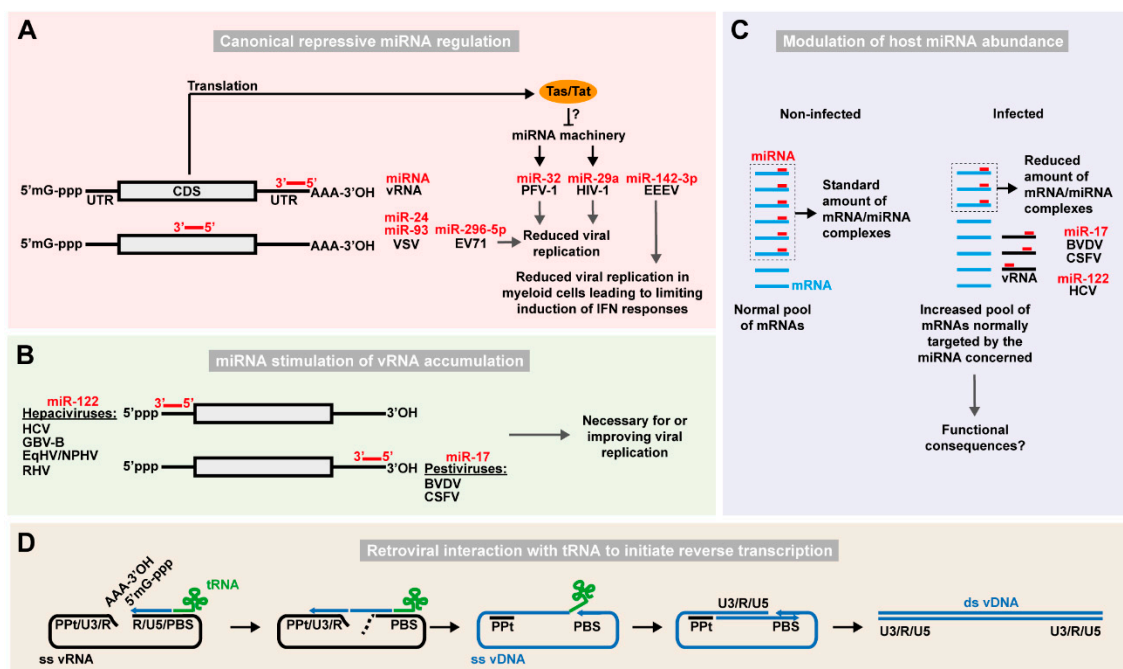 A
Canonical repressive miRNA regulation
Translation
Tas/Tat
?
miRNA machinery
5'mG-ppp
UTR
CDS
3' 5'
UTR
AAA-3'OH
miRNA
vRNA
miR-32
PFV-1
miR-29a
HIV-1
miR-142-3p
EEEV
5'mG-ppp
3' 5'
AAA-3'OH
miR-24
miR-93
VSV
miR-296-5p
EV71
Reduced viral
replication
Reduced viral replication in
myeloid cells leading to limiting
induction of IFN responses
B
miRNA stimulation of vRNA accumulation
miR-122
Hepaciviruses:
HCV
GBV-B
EqHV/NPHV
RHV
5'ppp
3' 5'
3'OH
5'ppp
3' 5'
3'OH
miR-17
Pestiviruses:
BVDV
CSFV
Necessary for or
improving viral
replication
C
Modulation of host miRNA abundance
Non-infected
miRNA
Standard
amount of
mRNA/miRNA
complexes
mRNA
Normal pool
of mRNAs
Infected
Reduced
amount of
mRNA/miRNA
complexes
miR-17
BVDV
CSFV
vRNA
miR-122
HCV
Increased pool of
mRNAs normally
targeted by the
miRNA concerned
Functional
consequences?
D
Retroviral interaction with tRNA to initiate reverse transcription
AAA-3'OH
5'mG-ppp
tRNA
PPt/U3/R
R/U5/PBS
ss vRNA
PPt/U3/R
PBS
PPt
PBS
ss vDNA
U3/R/U5
PPt
PBS
ds vDNA
U3/R/U5
U3/R/U5